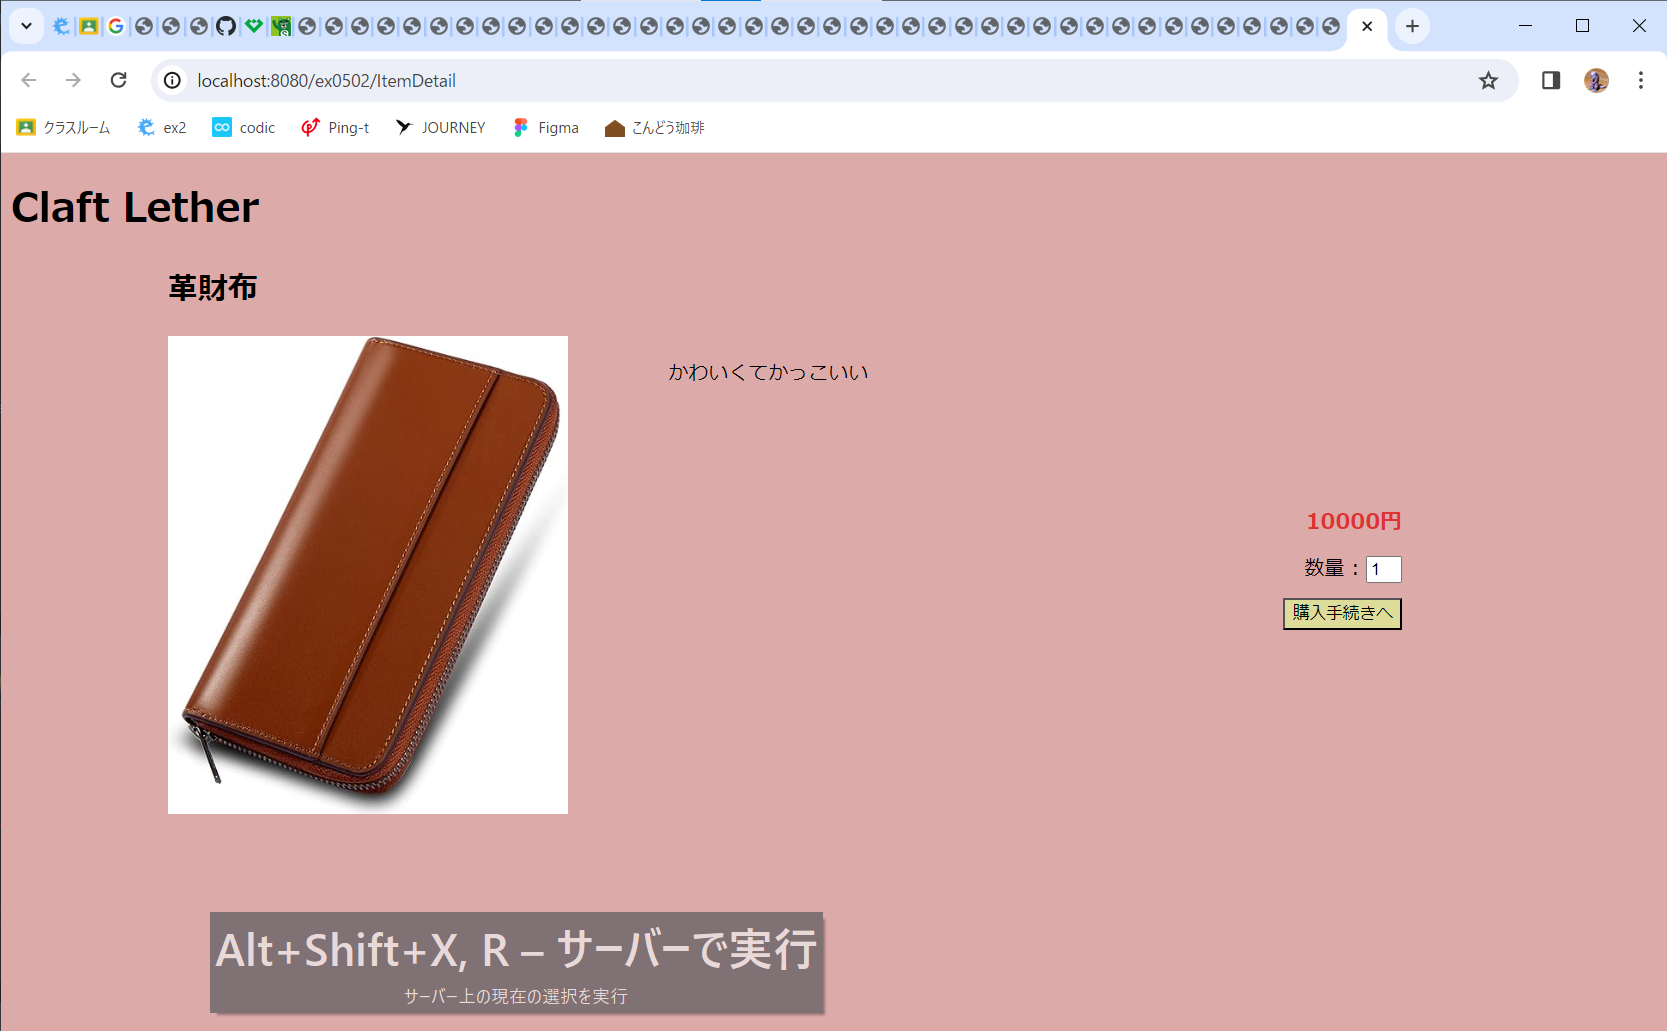 localhost:8080/ex0502/ItemDetail
クラスルーム ex2 codic Ping-t JOURNEY Figma こんどう珈琲
Claft Lether
革財布
かわいくてかっこいい
10000円
数量：1
購入手続きへ
Alt+Shift+X, R – サーバーで実行
サーバー上の現在の選択を実行